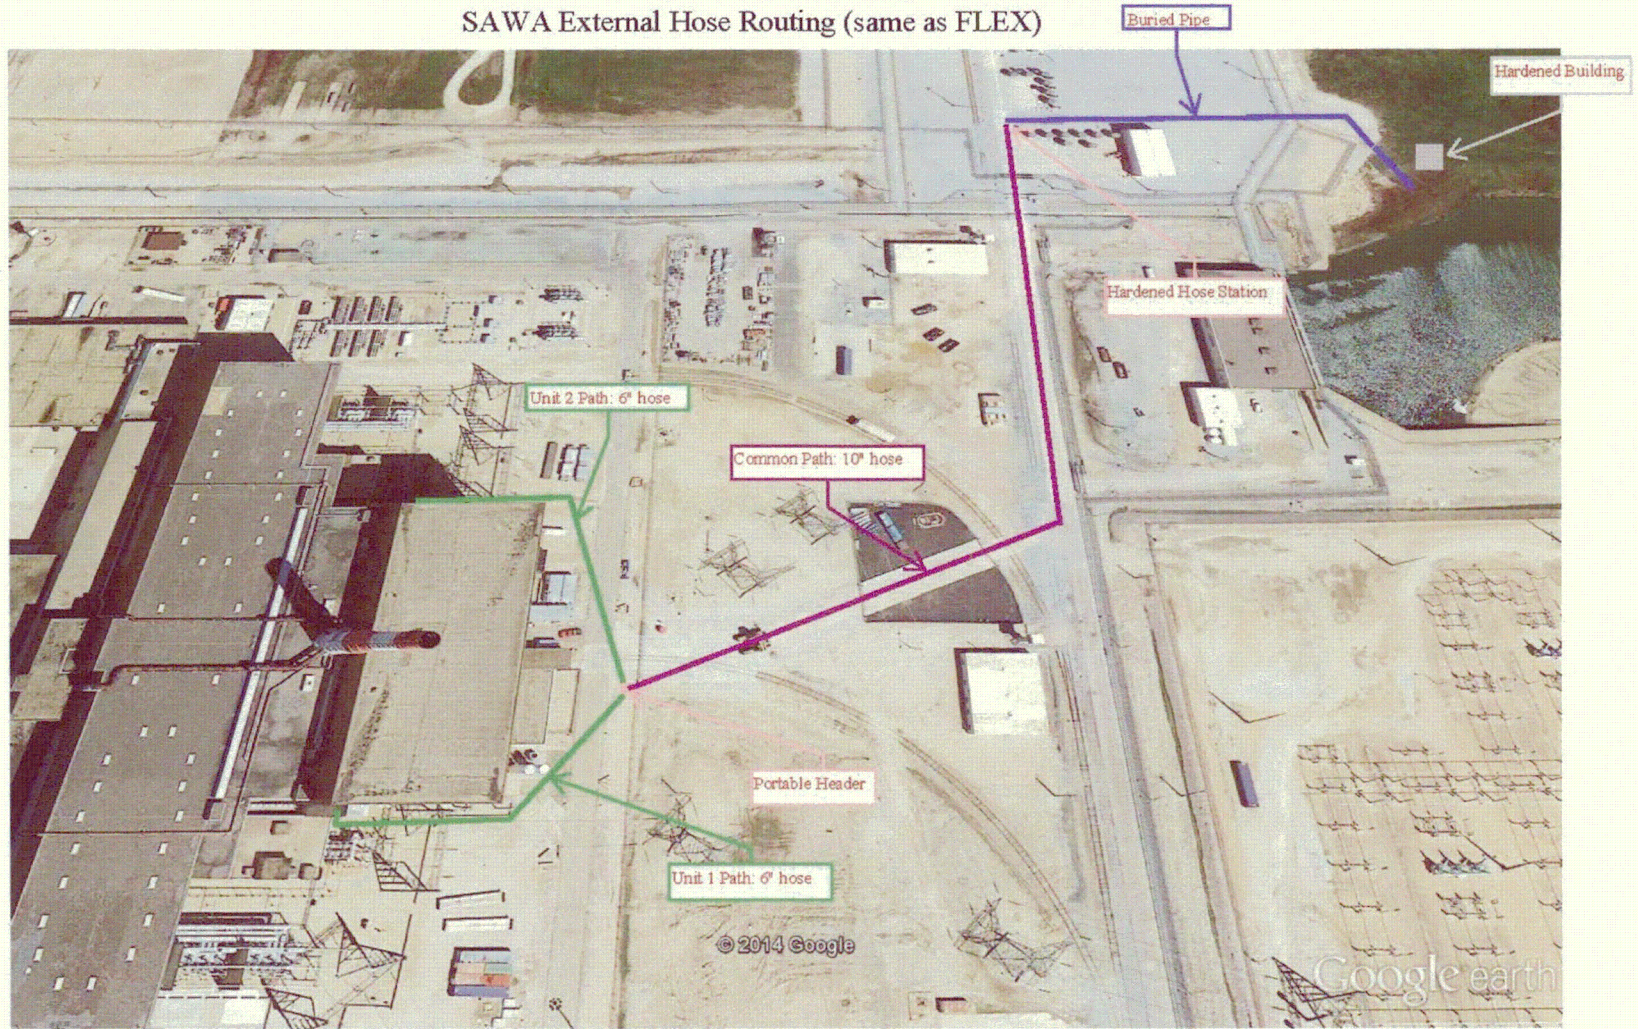 SAWA External Hose Routing (same as FLEX)
Buried Pipe
Hardened Building
Hardened Hose Station
Unit 2 Path: 6" hose
Common Path: 10" hose
Portable Header
Unit 1 Path: 6" hose
© 2014 Google
Google earth